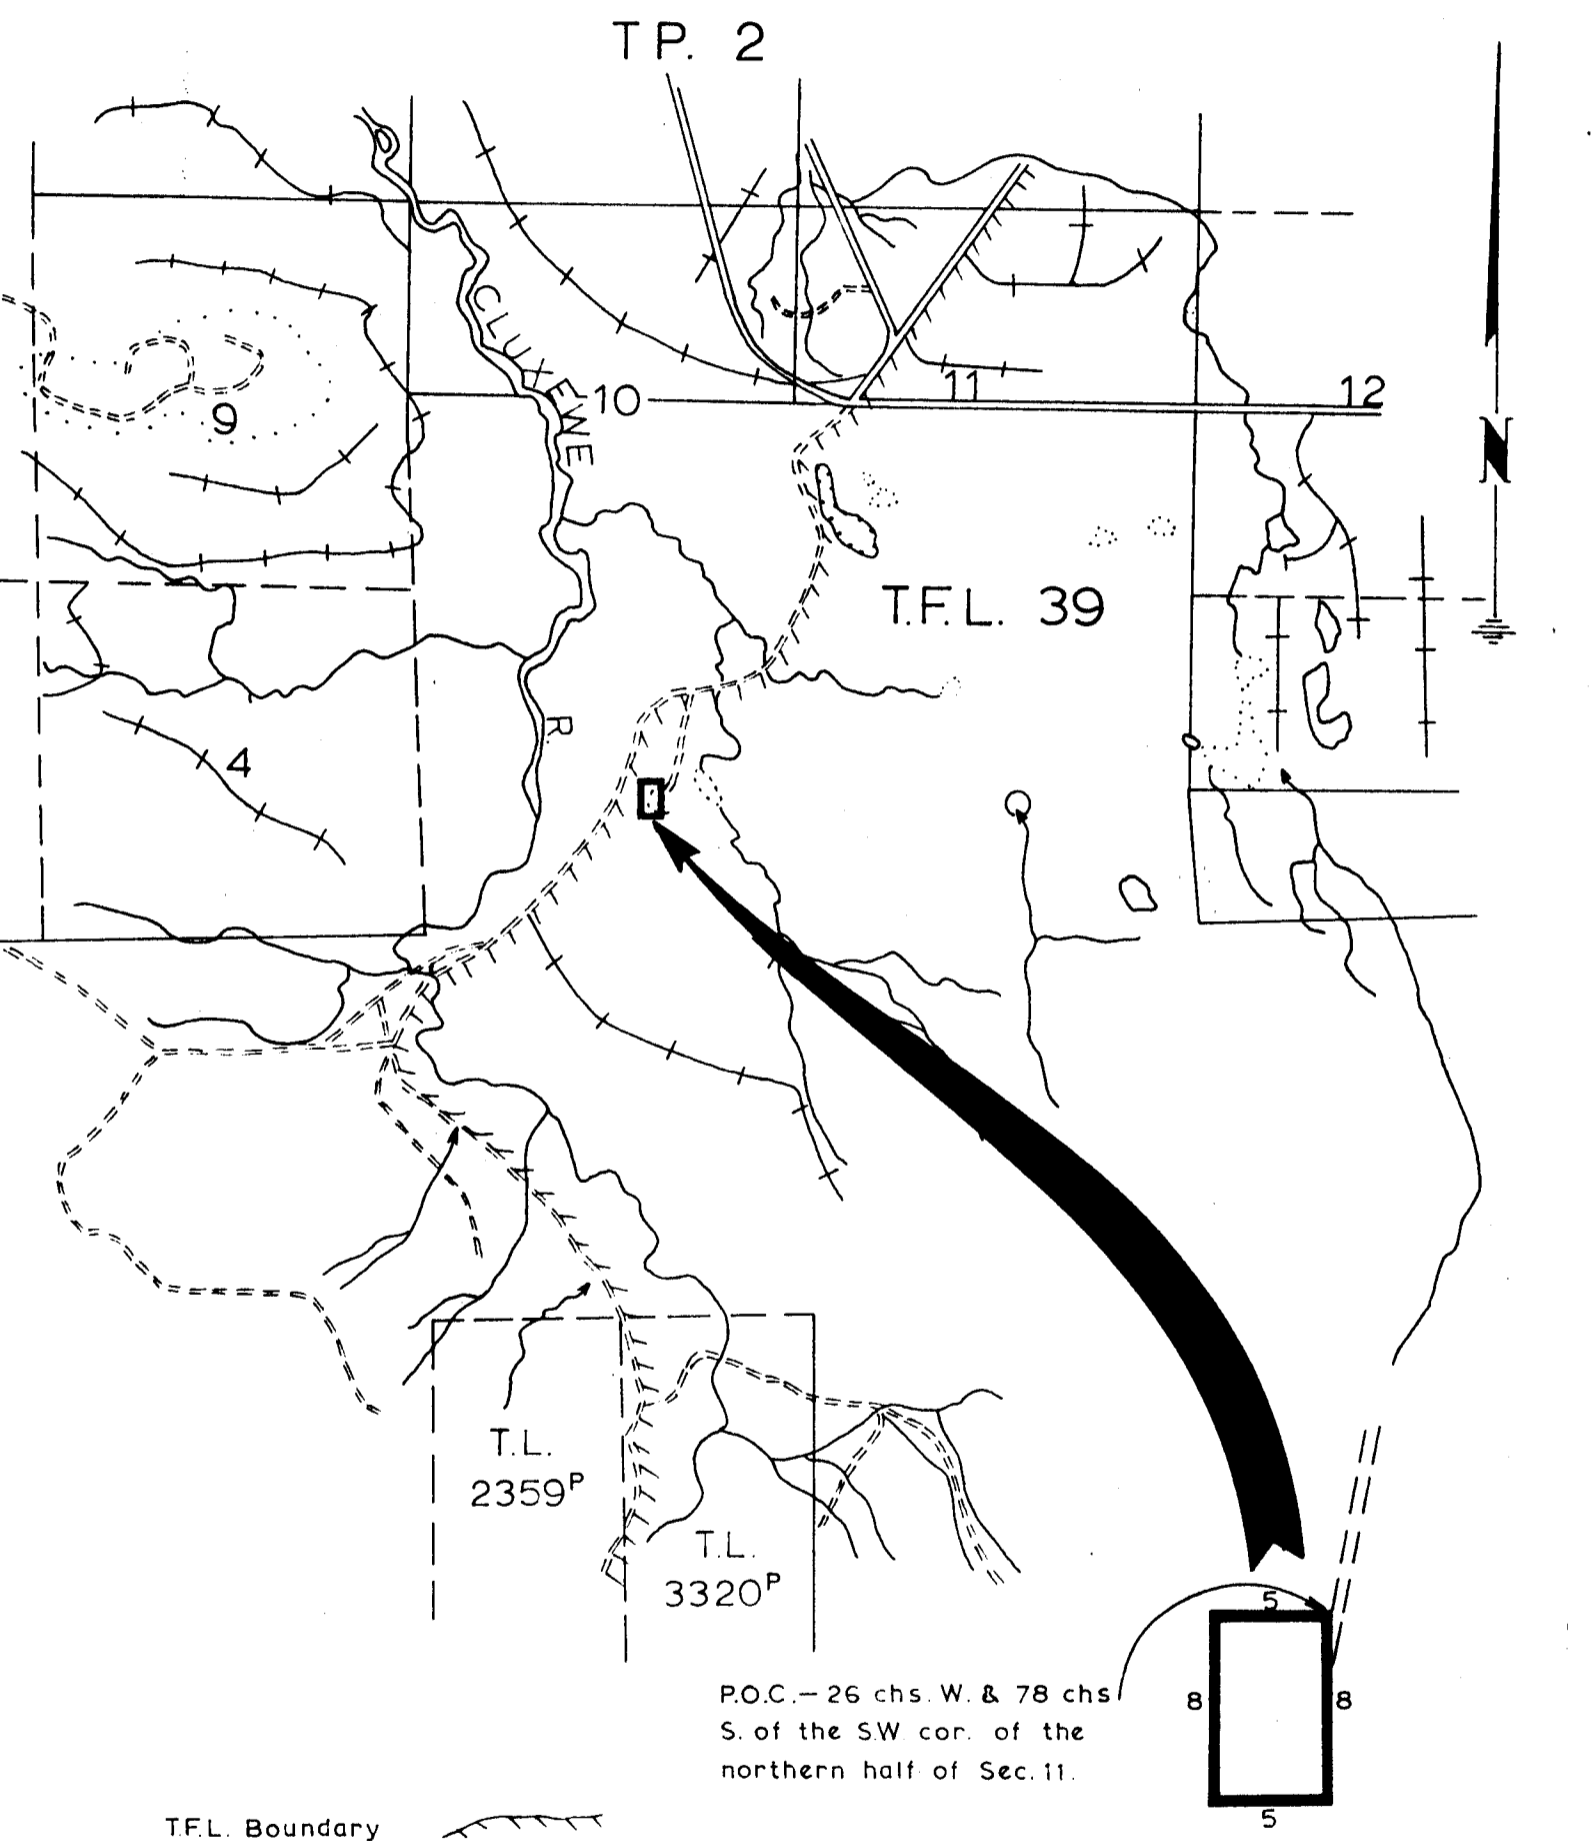 TP. 2
CLUXEWE
9
10
11
12
N
T.F.L. 39
R.
4
T.L.
2359P
T.L.
3320P
5
P.O.C.— 26 chs. W. & 78 chs
S. of the S.W. cor. of the
northern half of Sec. 11.
8
8
5
T.F.L. Boundary